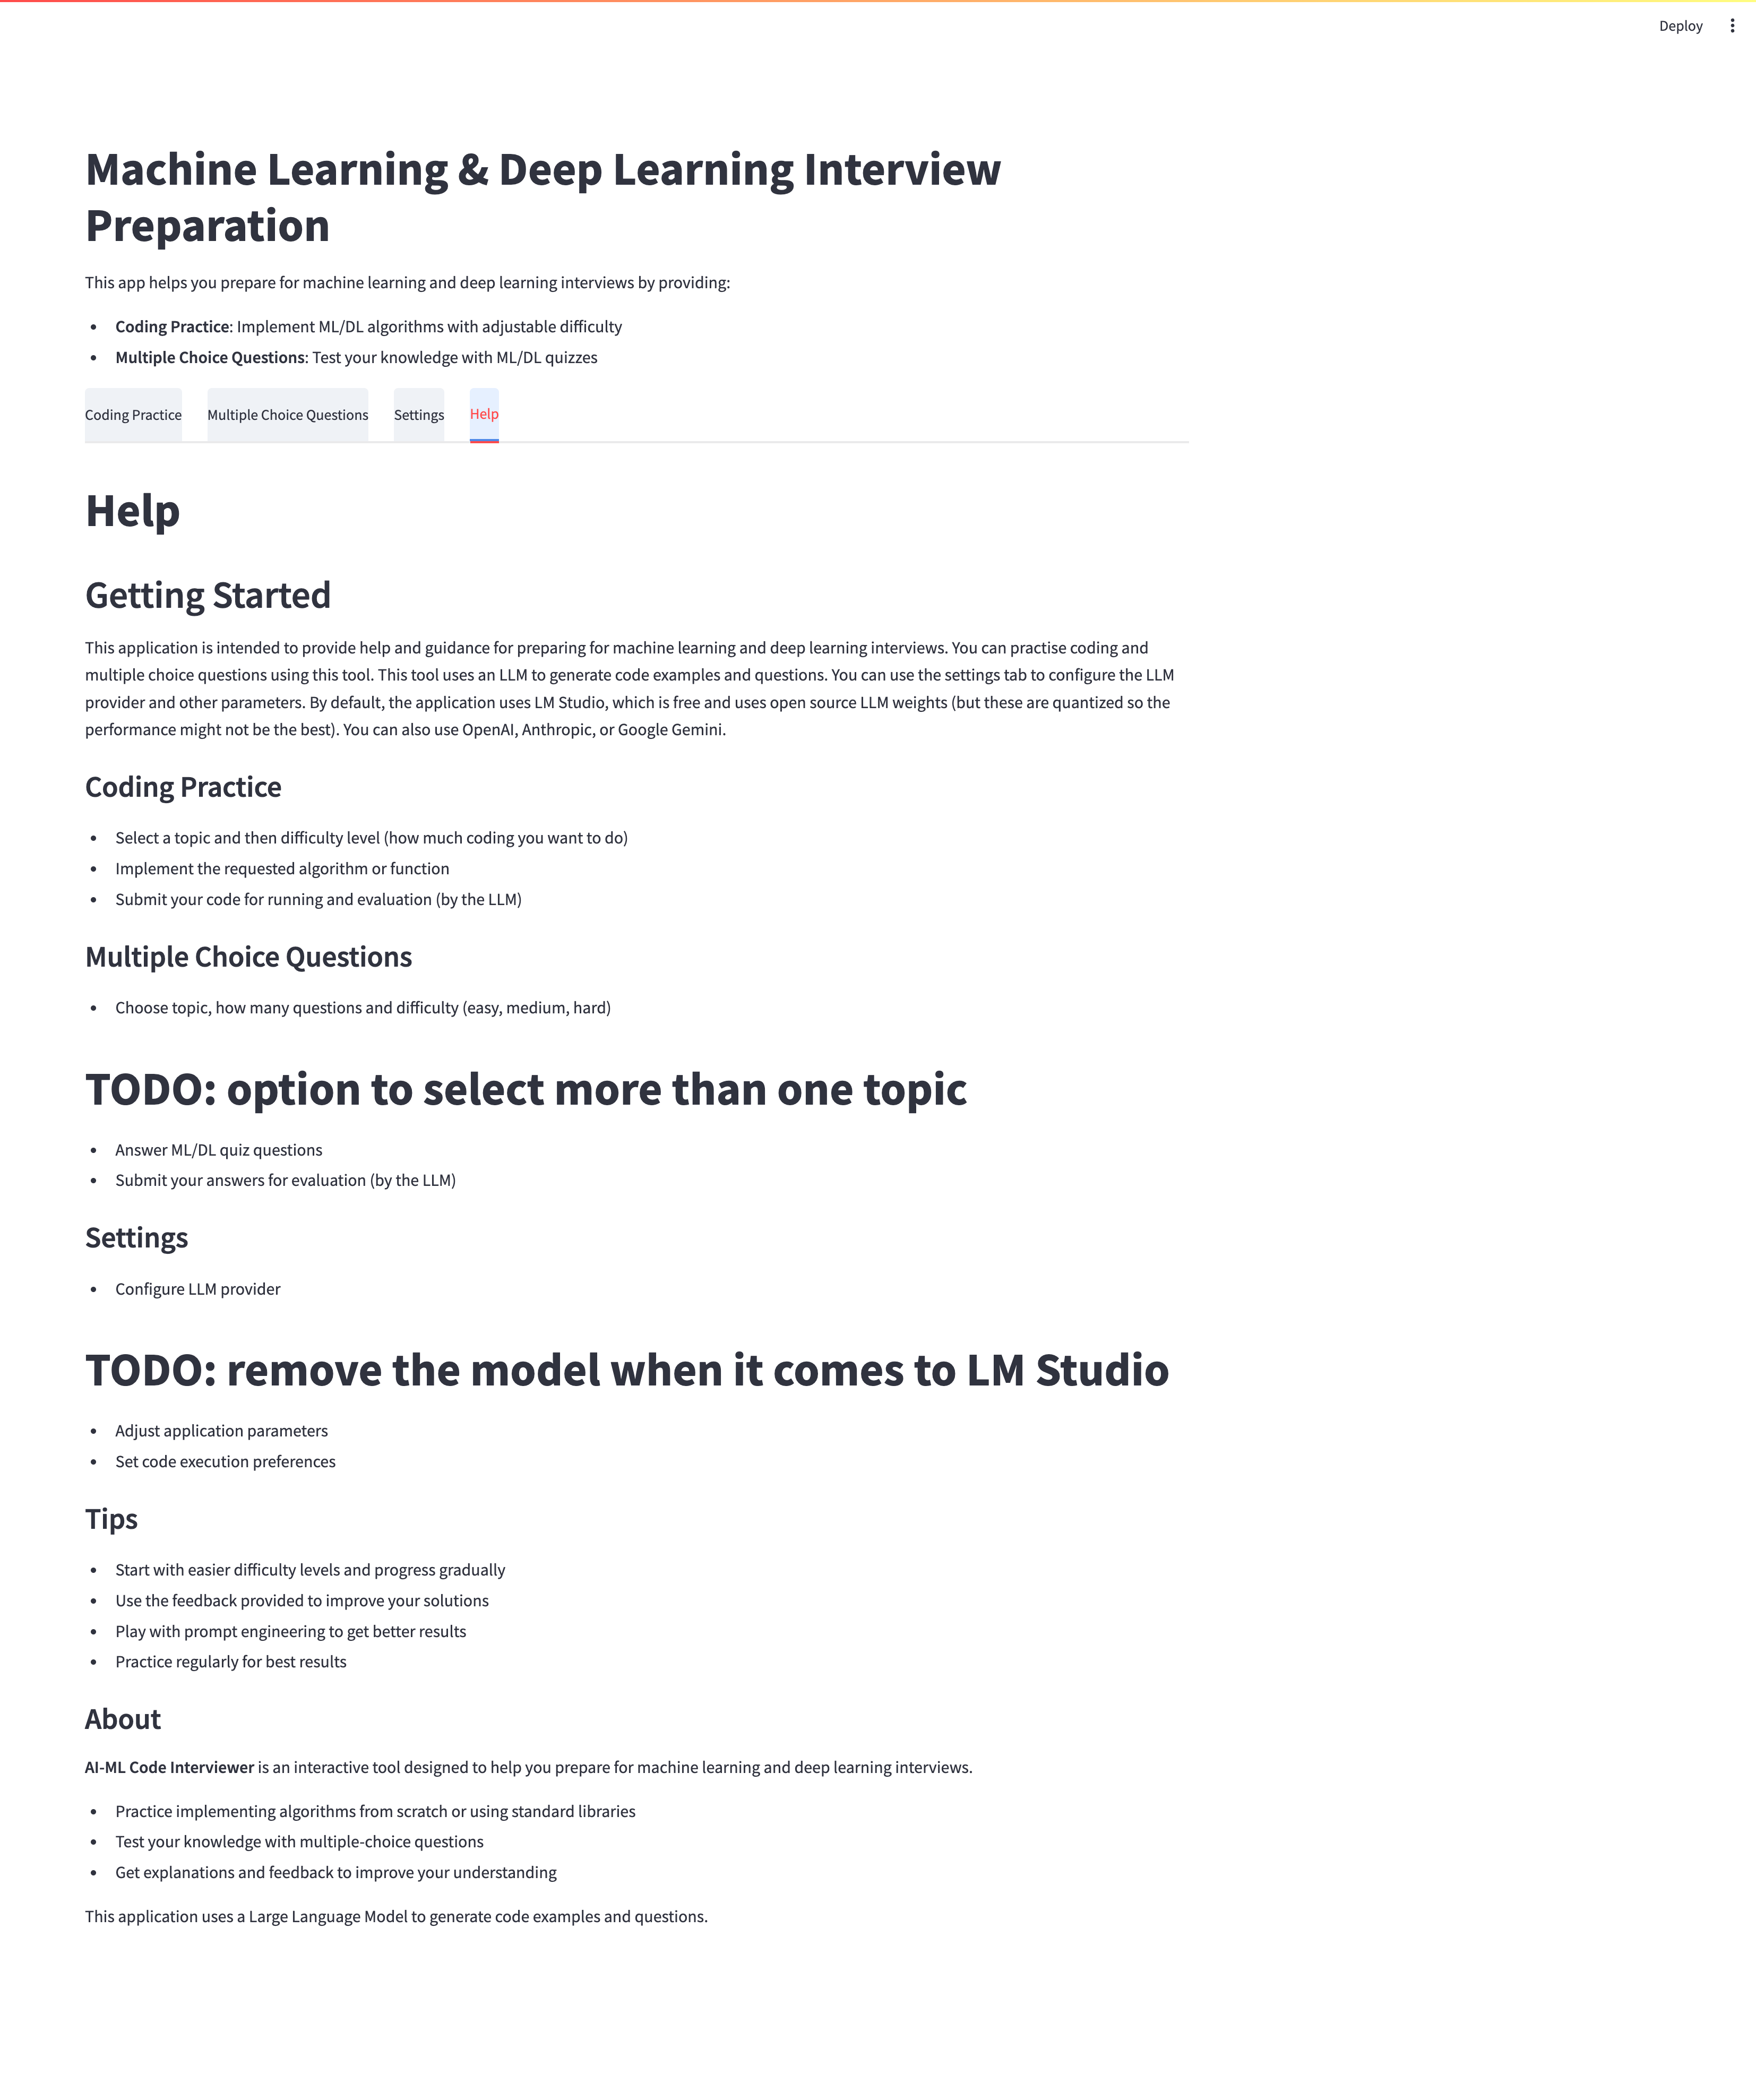 Deploy
Machine Learning & Deep Learning Interview
Preparation
This app helps you prepare for machine learning and deep learning interviews by providing:
• Coding Practice: Implement ML/DL algorithms with adjustable difficulty
• Multiple Choice Questions: Test your knowledge with ML/DL quizzes
Coding Practice Multiple Choice Questions Settings Help
Help
Getting Started
This application is intended to provide help and guidance for preparing for machine learning and deep learning interviews. You can practise coding and
multiple choice questions using this tool. This tool uses an LLM to generate code examples and questions. You can use the settings tab to configure the LLM
provider and other parameters. By default, the application uses LM Studio, which is free and uses open source LLM weights (but these are quantized so the
performance might not be the best). You can also use OpenAI, Anthropic, or Google Gemini.
Coding Practice
• Select a topic and then difficulty level (how much coding you want to do)
• Implement the requested algorithm or function
• Submit your code for running and evaluation (by the LLM)
Multiple Choice Questions
• Choose topic, how many questions and difficulty (easy, medium, hard)
TODO: option to select more than one topic
• Answer ML/DL quiz questions
• Submit your answers for evaluation (by the LLM)
Settings
• Configure LLM provider
TODO: remove the model when it comes to LM Studio
• Adjust application parameters
• Set code execution preferences
Tips
• Start with easier difficulty levels and progress gradually
• Use the feedback provided to improve your solutions
• Play with prompt engineering to get better results
• Practice regularly for best results
About
AI-ML Code Interviewer is an interactive tool designed to help you prepare for machine learning and deep learning interviews.
• Practice implementing algorithms from scratch or using standard libraries
• Test your knowledge with multiple-choice questions
• Get explanations and feedback to improve your understanding
This application uses a Large Language Model to generate code examples and questions.